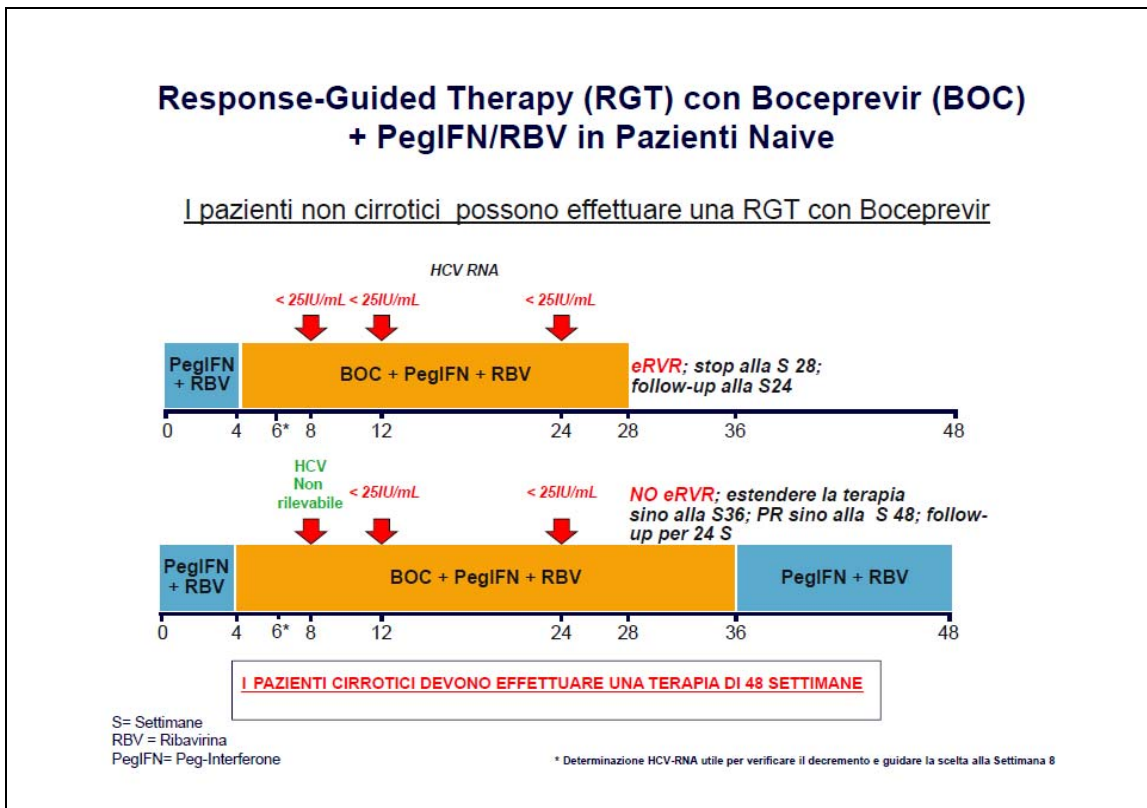 Response-Guided Therapy (RGT) con Boceprevir (BOC)
+ PegIFN/RBV in Pazienti Naive
I pazienti non cirrotici possono effettuare una RGT con Boceprevir
HCV RNA
< 25IU/mL < 25IU/mL < 25IU/mL
PegIFN
+ RBV
BOC + PegIFN + RBV
eRVR; stop alla S 28;
follow-up alla S24
0 4 6* 8 12 24 28 36 48
HCV
Non
rilevabile
< 25IU/mL < 25IU/mL
NO eRVR; estendere la terapia
sino alla S36; PR sino alla S 48; follow-
up per 24 S
PegIFN
+ RBV
BOC + PegIFN + RBV
PegIFN + RBV
0 4 6* 8 12 24 28 36 48
I PAZIENTI CIRROTICI DEVONO EFFETTUARE UNA TERAPIA DI 48 SETTIMANE
S= Settimane
RBV = Ribavirina
PegIFN= Peg-Interferone
* Determinazione HCV-RNA utile per verificare il decremento e guidare la scelta alla Settimana 8